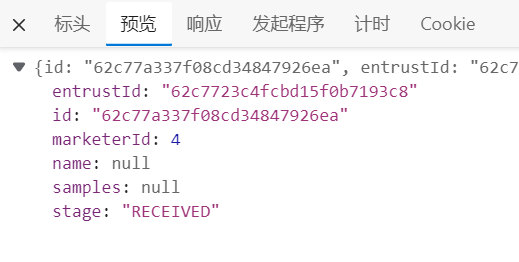 标头 预览 响应 发起程序 计时 Cookie
{id: "62c77a337f08cd34847926ea", entrustId: "62c7
entrustId: "62c7723c4fcbd15f0b7193c8"
id: "62c77a337f08cd34847926ea"
marketerId: 4
name: null
samples: null
stage: "RECEIVED"